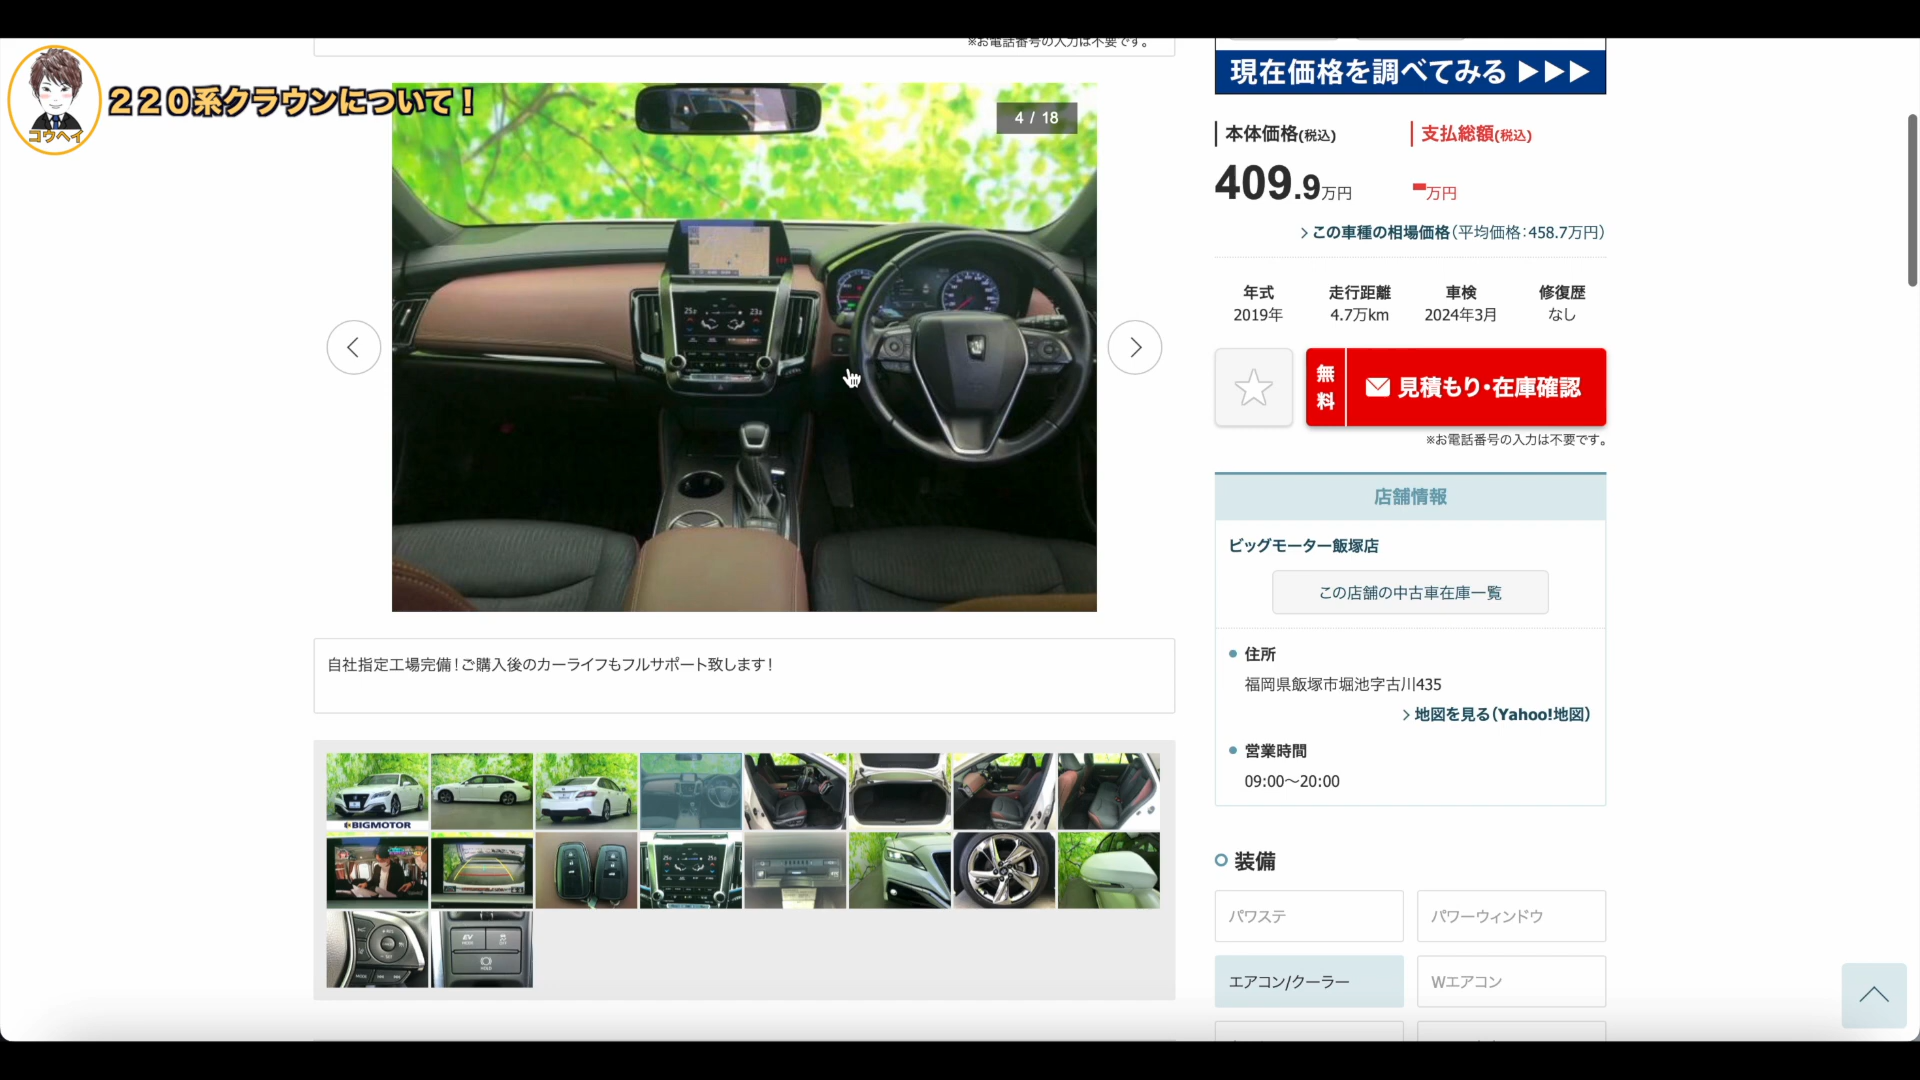 ※お電話番号の入力は不要です。
コウヘイ
220系クラウンについて！
4 / 18
現在価格を調べてみる ▶▶▶
本体価格(税込)
支払総額(税込)
409.9万円
-万円
> この車種の相場価格(平均価格:458.7万円)
年式 走行距離 車検 修復歴
2019年 4.7万km 2024年3月 なし
無料 見積もり・在庫確認
※お電話番号の入力は不要です。
店舗情報
ビッグモーター飯塚店
この店舗の中古車在庫一覧
住所
福岡県飯塚市堀池字古川435
> 地図を見る(Yahoo!地図)
営業時間
09:00〜20:00
自社指定工場完備！ご購入後のカーライフもフルサポート致します！
BIGMOTOR
EV MODE
OFF
HOLD
装備
パワステ
パワーウィンドウ
エアコン/クーラー
Wエアコン